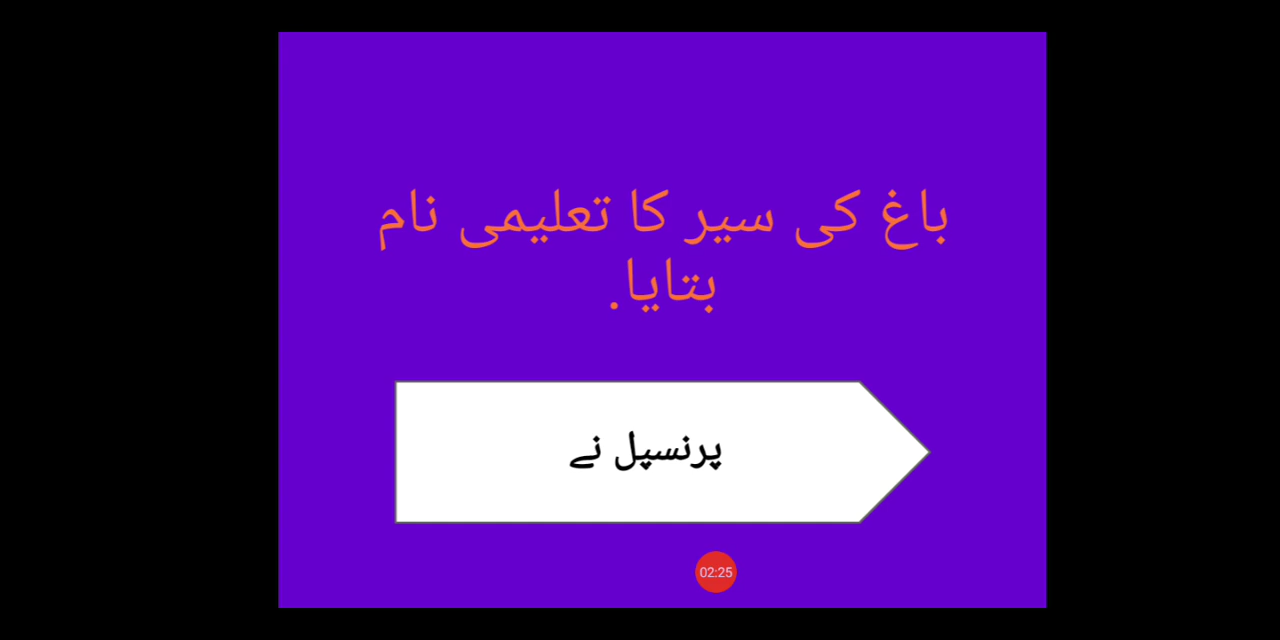 باغ کی سیر کا تعلیمی نام
بتایا.
پرنسپل نے
02:25